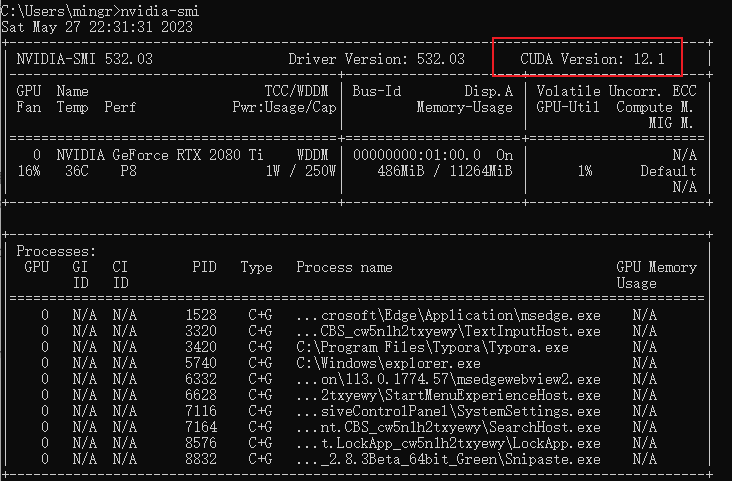 C:\Users\mingr>nvidia-smi
Sat May 27 22:31:31 2023
NVIDIA-SMI 532.03 Driver Version: 532.03 CUDA Version: 12.1
GPU Name TCC/WDDM Bus-Id Disp.A Volatile Uncorr. ECC
Fan Temp Perf Pwr:Usage/Cap Memory-Usage GPU-Util Compute M.
MIG M.
0 NVIDIA GeForce RTX 2080 Ti WDDM 00000000:01:00.0 On N/A
16% 36C P8 1W / 250W 486MiB / 11264MiB 1% Default
N/A
Processes:
GPU GI CI PID Type Process name GPU Memory
ID ID Usage
0 N/A N/A 1528 C+G ...crosoft\Edge\Application\msedge.exe N/A
0 N/A N/A 3320 C+G ...CBS_cw5n1h2txyewy\TextInputHost.exe N/A
0 N/A N/A 3420 C+G C:\Program Files\Typora\Typora.exe N/A
0 N/A N/A 5740 C+G C:\Windows\explorer.exe N/A
0 N/A N/A 6332 C+G ...on\113.0.1774.57\msedgewebview2.exe N/A
0 N/A N/A 6628 C+G ...2txyewy\StartMenuExperienceHost.exe N/A
0 N/A N/A 7116 C+G ...siveControlPanel\SystemSettings.exe N/A
0 N/A N/A 7164 C+G ...nt.CBS_cw5n1h2txyewy\SearchHost.exe N/A
0 N/A N/A 8576 C+G ...t.LockApp_cw5n1h2txyewy\LockApp.exe N/A
0 N/A N/A 8832 C+G ..._2.8.3Beta_64bit_Green\Snipaste.exe N/A